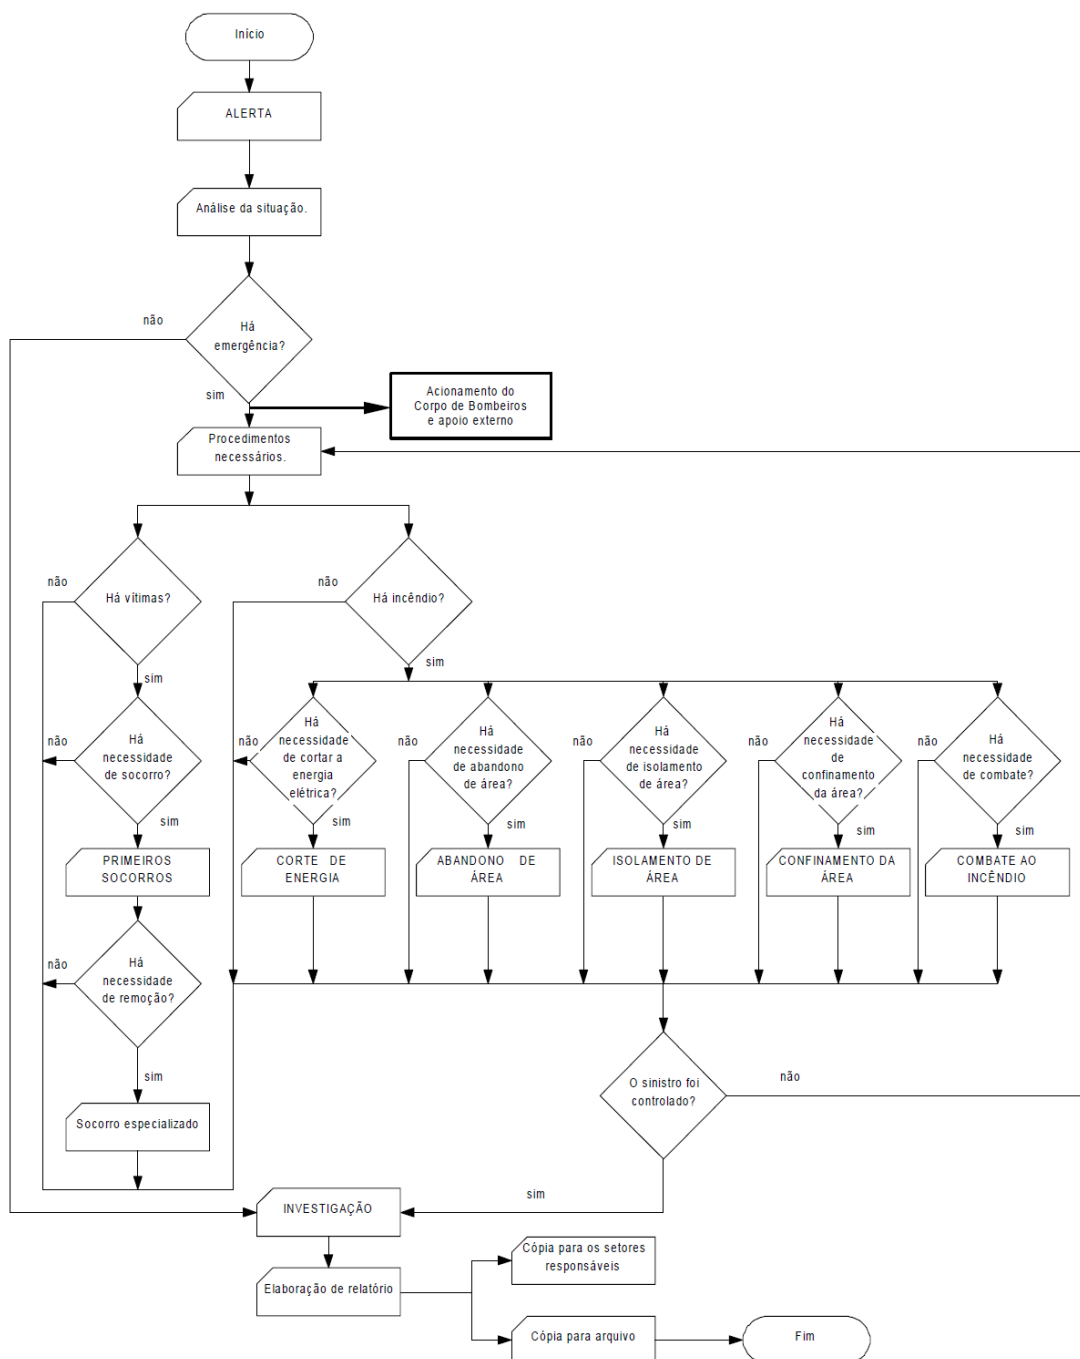 Início
ALERTA
Análise da situação.
não
Há
emergência?
sim
Acionamento do
Corpo de Bombeiros
e apoio externo
Procedimentos
necessários.
não
Há vítimas?
não
Há incêndio?
sim
sim
não
Há
necessidade
de socorro?
não
Há
necessidade
de cortar a
energia
elétrica?
não
Há
necessidade
de abandono
de área?
não
Há
necessidade
de isolamento
de área?
não
Há
necessidade
de
confinamento
da área?
não
Há
necessidade
de combate?
sim
sim
sim
sim
sim
sim
PRIMEIROS
SOCORROS
CORTE DE
ENERGIA
ABANDONO DE
ÁREA
ISOLAMENTO DE
ÁREA
CONFINAMENTO DA
ÁREA
COMBATE AO
INCÊNDIO
não
Há
necessidade
de remoção?
sim
O sinistro foi
controlado?
não
Socorro especializado
sim
INVESTIGAÇÃO
Cópia para os setores
responsáveis
Elaboração de relatório
Cópia para arquivo
Fim